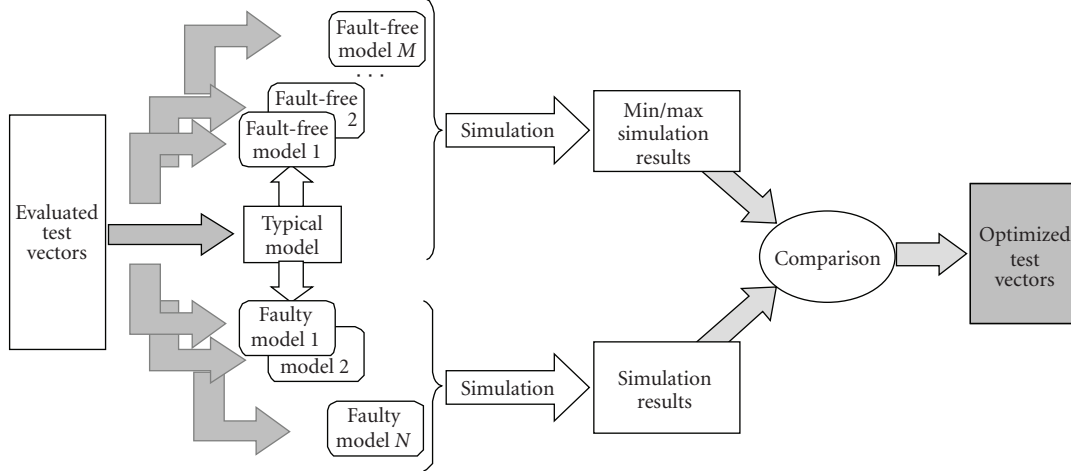 Evaluated
test
vectors
Fault-free
model M
. . .
Fault-free
2
Fault-free
model 1
Typical
model
Faulty
model 1
model 2
Faulty
model N
Simulation
Simulation
Min/max
simulation
results
Simulation
results
Comparison
Optimized
test
vectors